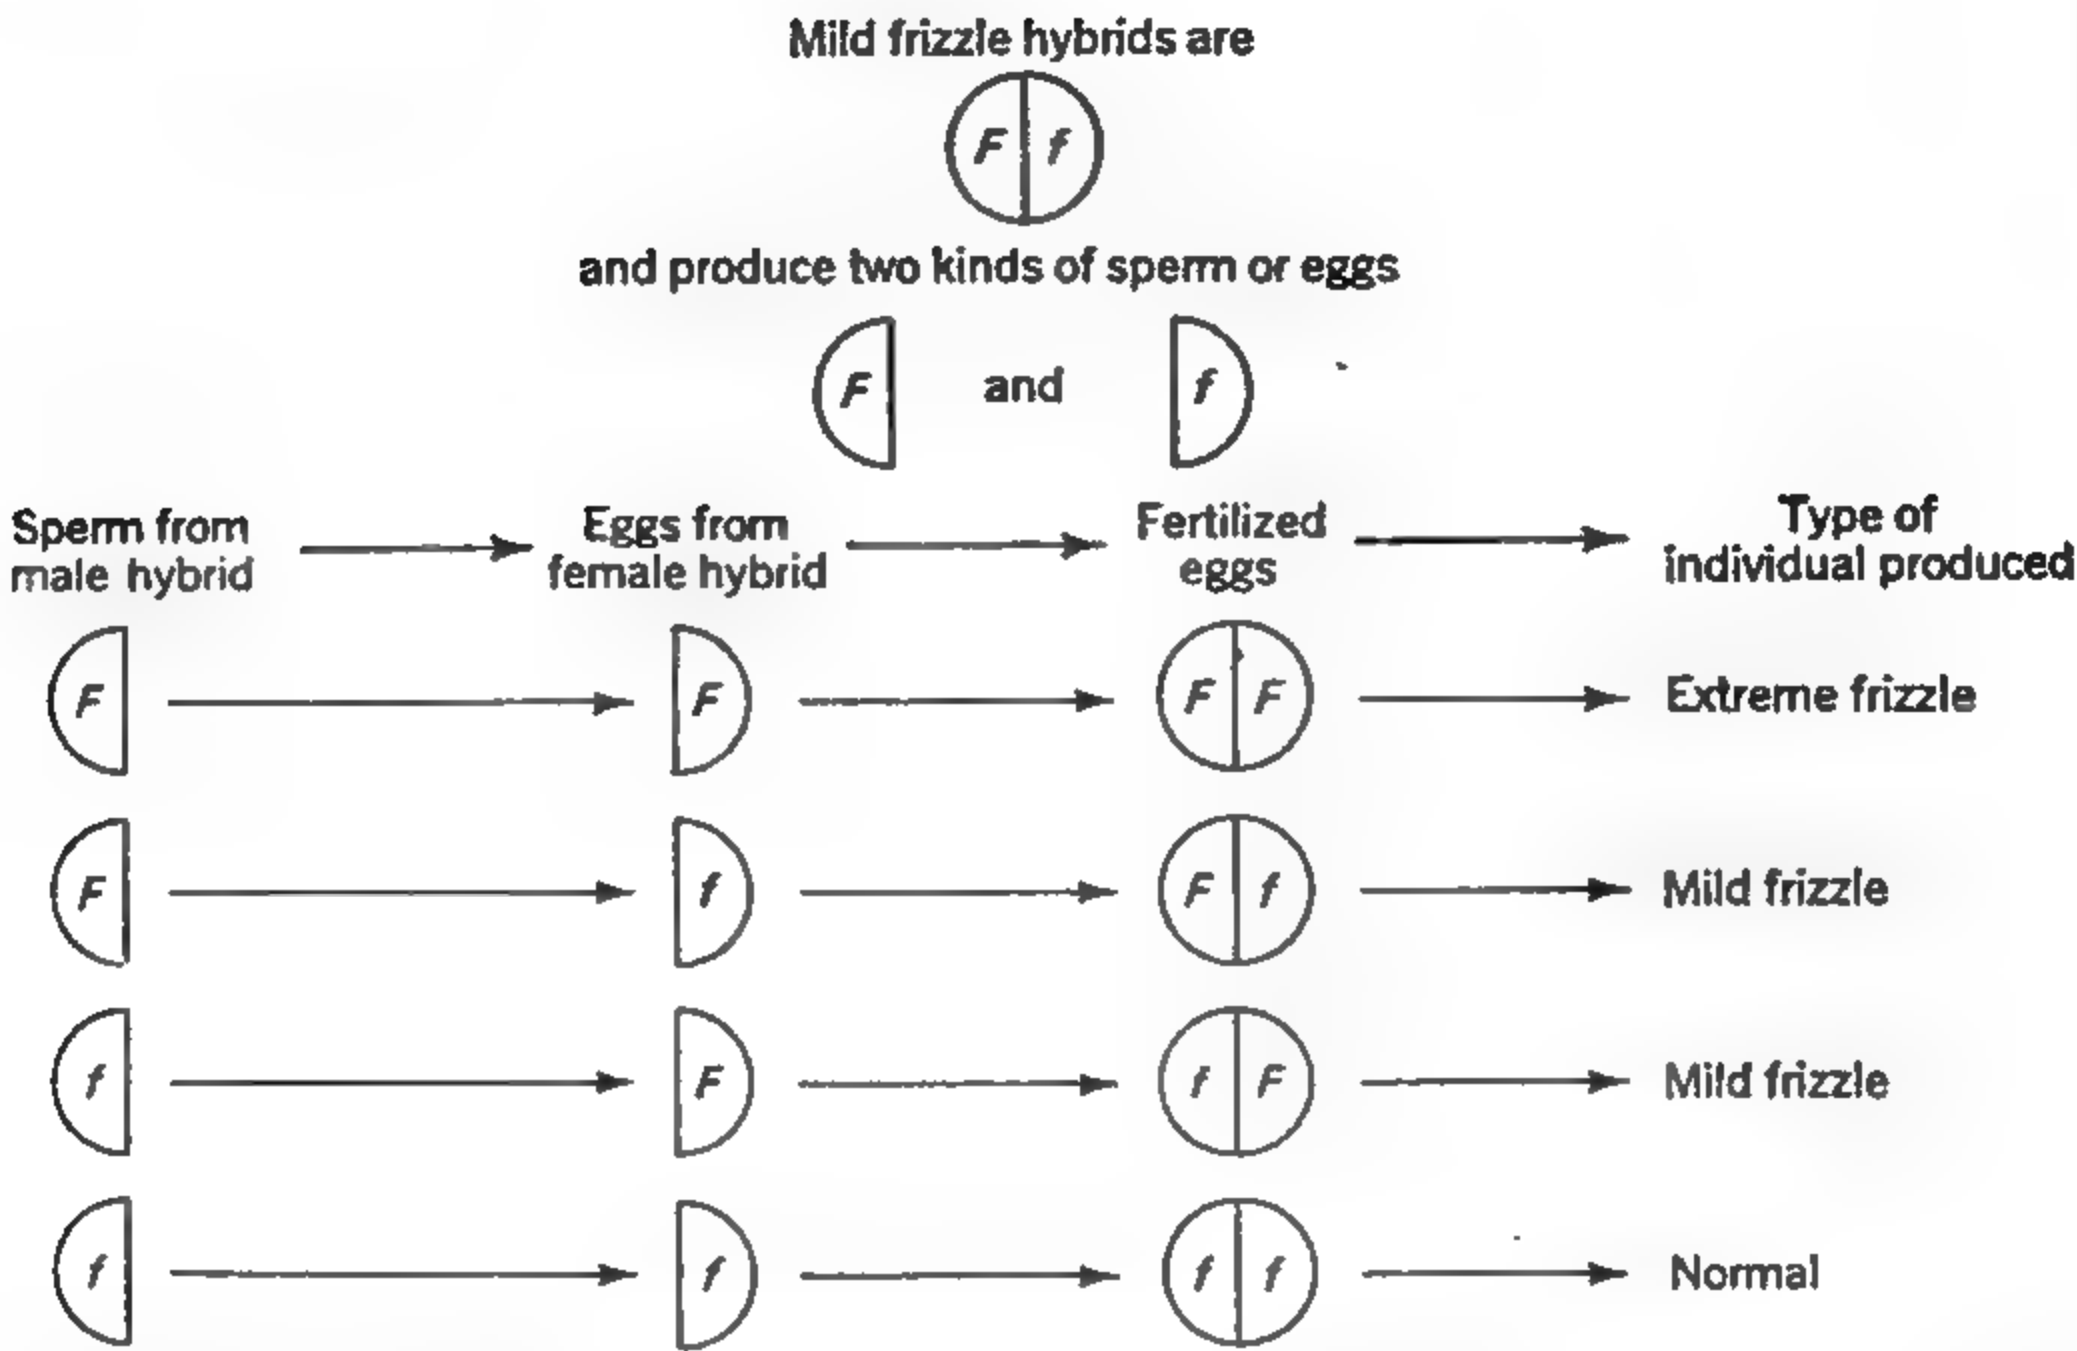 Mild frizzle hybrids are
F f
and produce two kinds of sperm or eggs
F and f
Sperm from
male hybrid
Eggs from
female hybrid
Fertilized
eggs
Type of
individual produced
F F F F Extreme frizzle
F f F f Mild frizzle
f F f F Mild frizzle
f f f f Normal